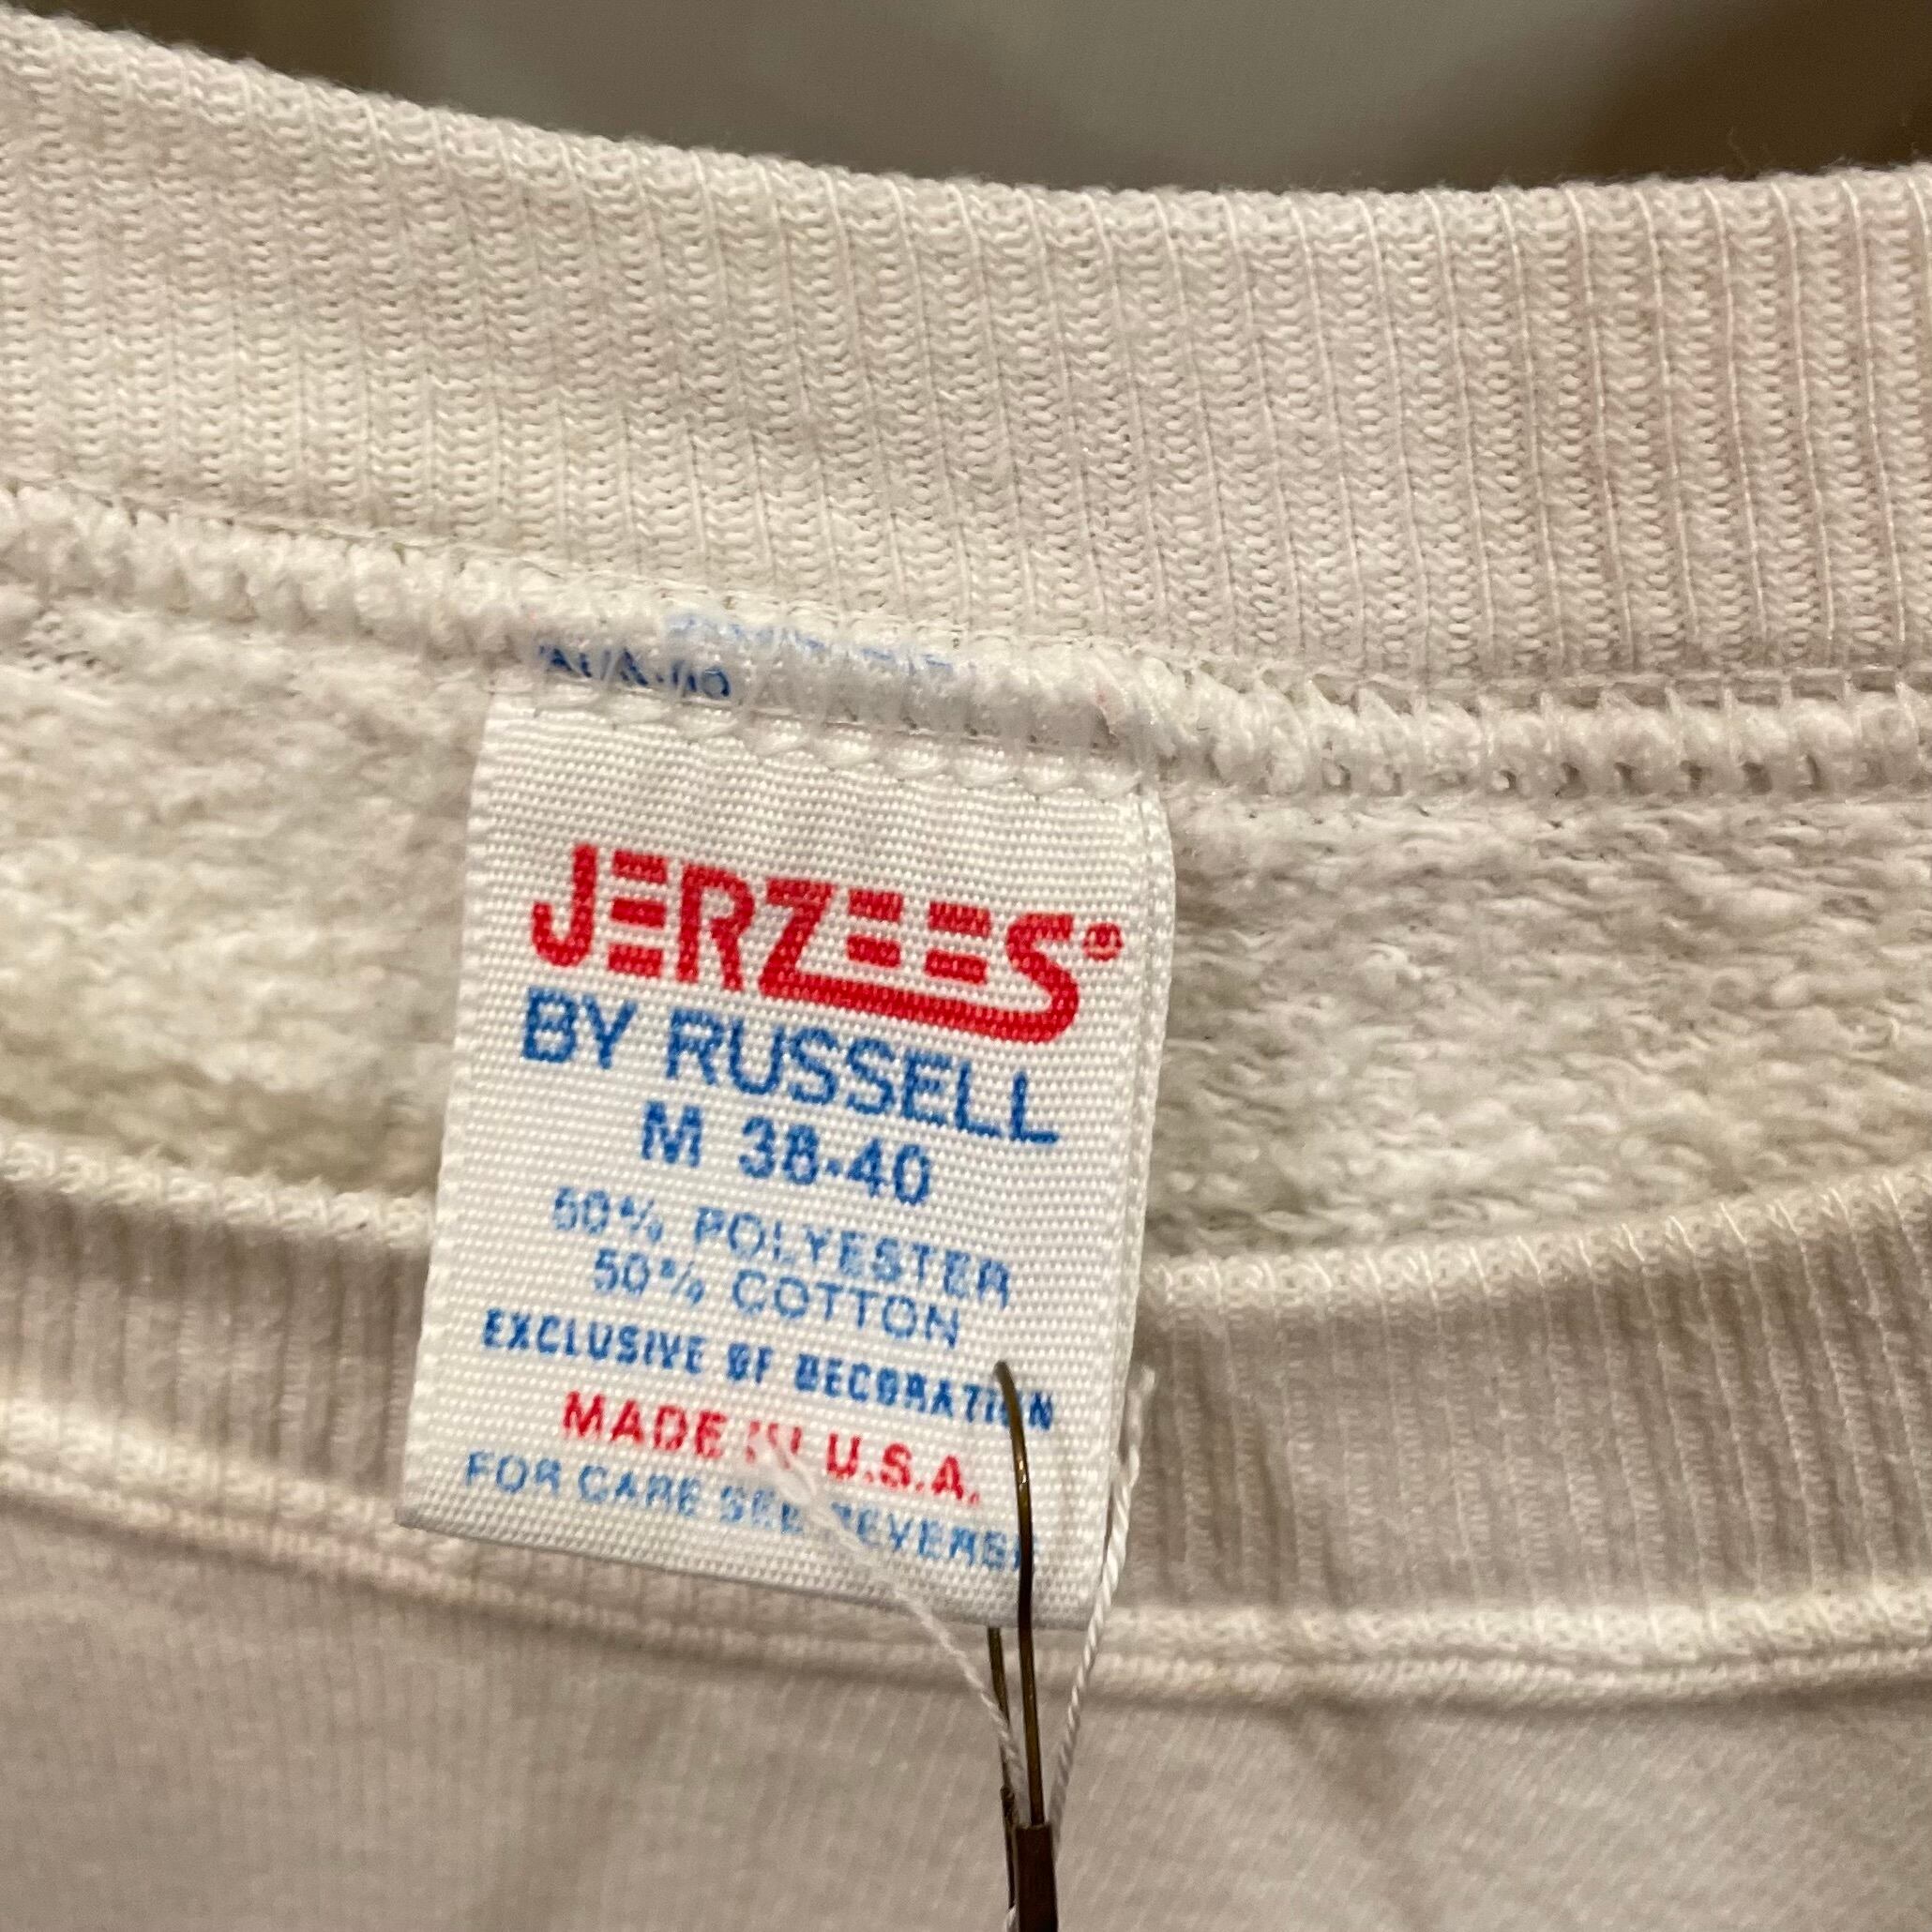 JERZEES®
BY RUSSELL
M 38-40
50% POLYESTER
50% COTTON
EXCLUSIVE OF DECORATION
MADE IN U.S.A.
FOR CARE SEE REVERSE